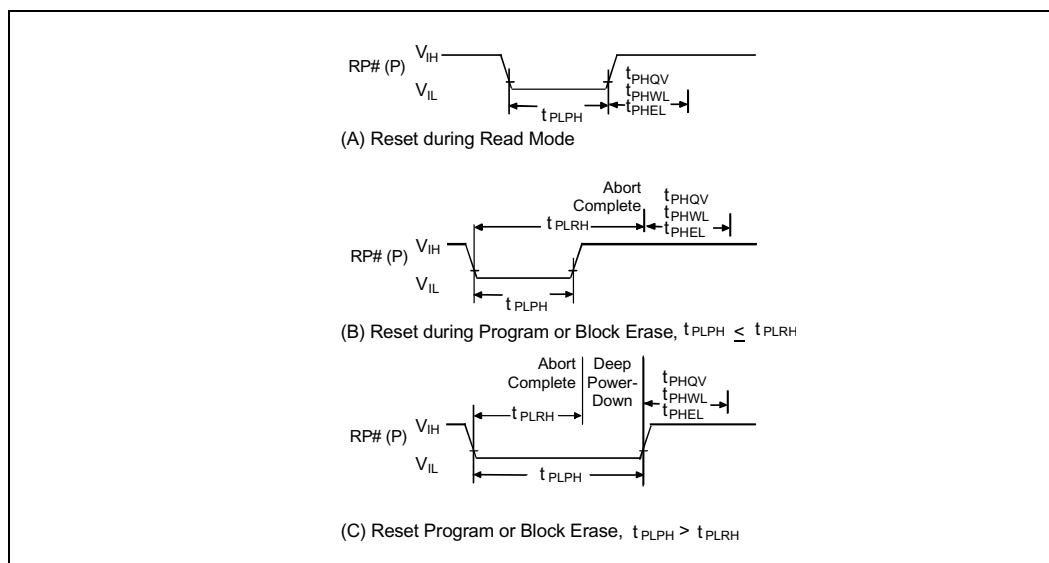 RP# (P)
VIH
VIL
tPLPH
tPHQV
tPHWL
tPHEL
(A) Reset during Read Mode
Abort
Complete
tPLRH
tPHQV
tPHWL
tPHEL
RP# (P)
VIH
VIL
tPLPH
(B) Reset during Program or Block Erase, tPLPH ≤ tPLRH
Abort
Complete
Deep
Power-
Down
tPHQV
tPHWL
tPHEL
tPLRH
RP# (P)
VIH
VIL
tPLPH
(C) Reset Program or Block Erase, tPLPH > tPLRH